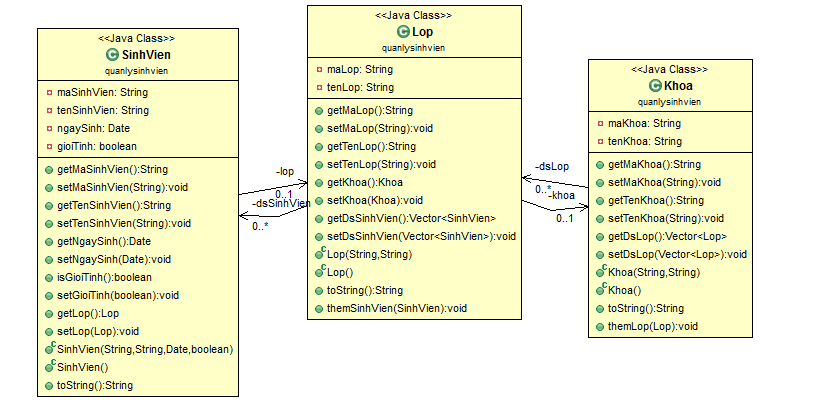 <<Java Class>>
SinhVien
quanlysinhvien
maSinhVien: String
tenSinhVien: String
ngaySinh: Date
gioiTinh: boolean
getMaSinhVien():String
setMaSinhVien(String):void
getTenSinhVien():String
setTenSinhVien(String):void
getNgaySinh():Date
setNgaySinh(Date):void
isGioiTinh():boolean
setGioiTinh(boolean):void
getLop():Lop
setLop(Lop):void
SinhVien(String,String,Date,boolean)
SinhVien()
toString():String
-lop
0..1
-dsSinhVien
0..*
<<Java Class>>
Lop
quanlysinhvien
maLop: String
tenLop: String
getMaLop():String
setMaLop(String):void
getTenLop():String
setTenLop(String):void
getKhoa():Khoa
setKhoa(Khoa):void
getDsSinhVien():Vector<SinhVien>
setDsSinhVien(Vector<SinhVien>):void
Lop(String,String)
Lop()
toString():String
themSinhVien(SinhVien):void
-dsLop
0..*
-khoa
0..1
<<Java Class>>
Khoa
quanlysinhvien
maKhoa: String
tenKhoa: String
getMaKhoa():String
setMaKhoa(String):void
getTenKhoa():String
setTenKhoa(String):void
getDsLop():Vector<Lop>
setDsLop(Vector<Lop>):void
Khoa(String,String)
Khoa()
toString():String
themLop(Lop):void